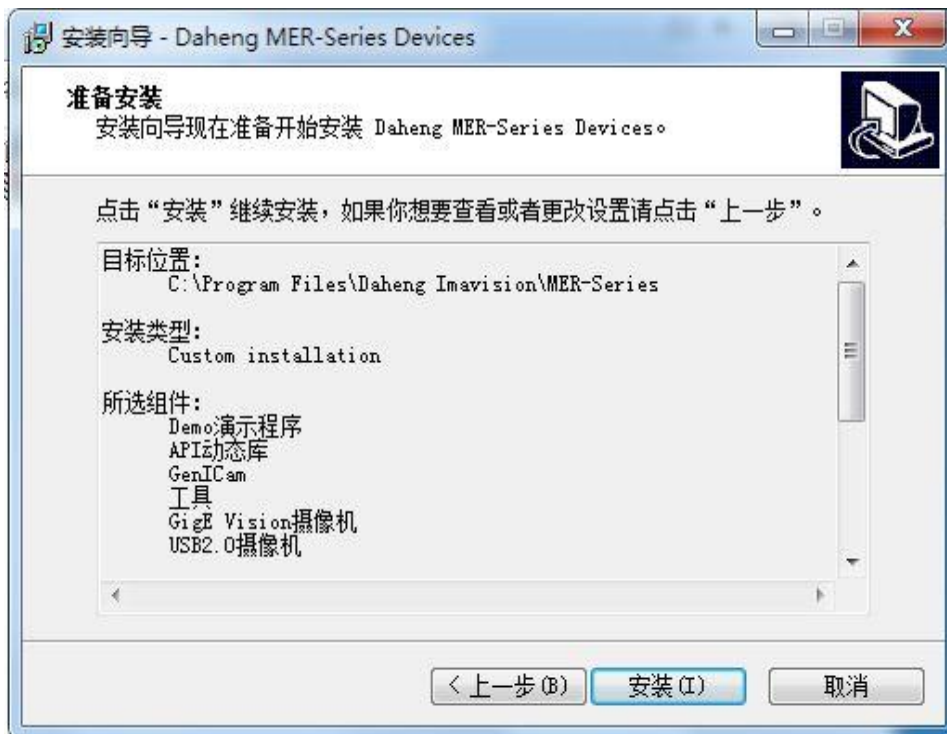 安装向导 - Daheng MER-Series Devices
准备安装
安装向导现在准备开始安装 Daheng MER-Series Devices。
点击“安装”继续安装，如果你想要查看或者更改设置请点击“上一步”。
目标位置：
C:\Program Files\Daheng Imavision\MER-Series
安装类型：
Custom installation
所选组件：
Demo演示程序
API动态库
GenICam
工具
GigE Vision摄像机
USB2.0摄像机
< 上一步(B) 安装(I) 取消